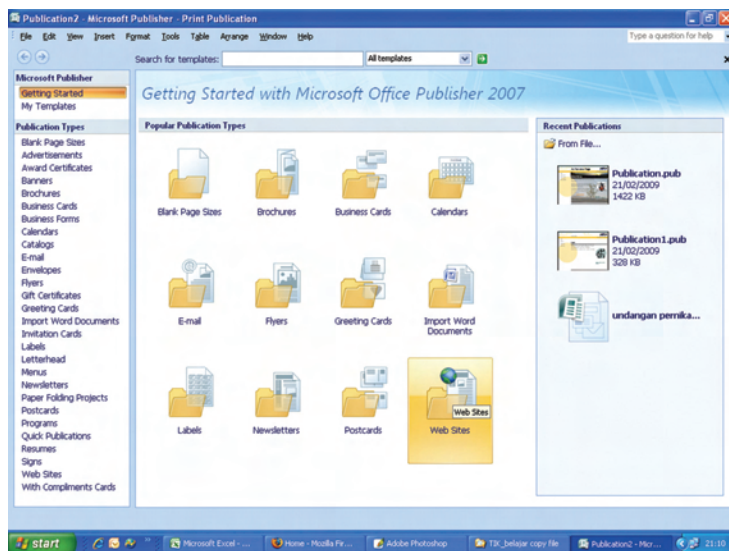 Publication2 - Microsoft Publisher - Print Publication
File Edit View Insert Format Tools Table Arrange Window Help
Type a question for help
Search for templates:
All templates
Microsoft Publisher
Getting Started
My Templates
Publication Types
Blank Page Sizes
Advertisements
Award Certificates
Banners
Brochures
Business Cards
Business Forms
Calendars
Catalogs
E-mail
Envelopes
Flyers
Gift Certificates
Greeting Cards
Import Word Documents
Invitation Cards
Labels
Letterhead
Menus
Newsletters
Paper Folding Projects
Postcards
Programs
Quick Publications
Resumes
Signs
Web Sites
With Compliments Cards
Getting Started with Microsoft Office Publisher 2007
Popular Publication Types
Blank Page Sizes
Brochures
Business Cards
Calendars
E-mail
Flyers
Greeting Cards
Import Word
Documents
Labels
Newsletters
Postcards
Web Sites
Web Sites
Recent Publications
From File...
Publication.pub
21/02/2009
1422 KB
Publication1.pub
21/02/2009
328 KB
undangan pernika...
start
Microsoft Excel - ...
Home - Mozilla Fir...
Adobe Photoshop
TIK_belajar copy file
Publication2 - Micr...
21:10